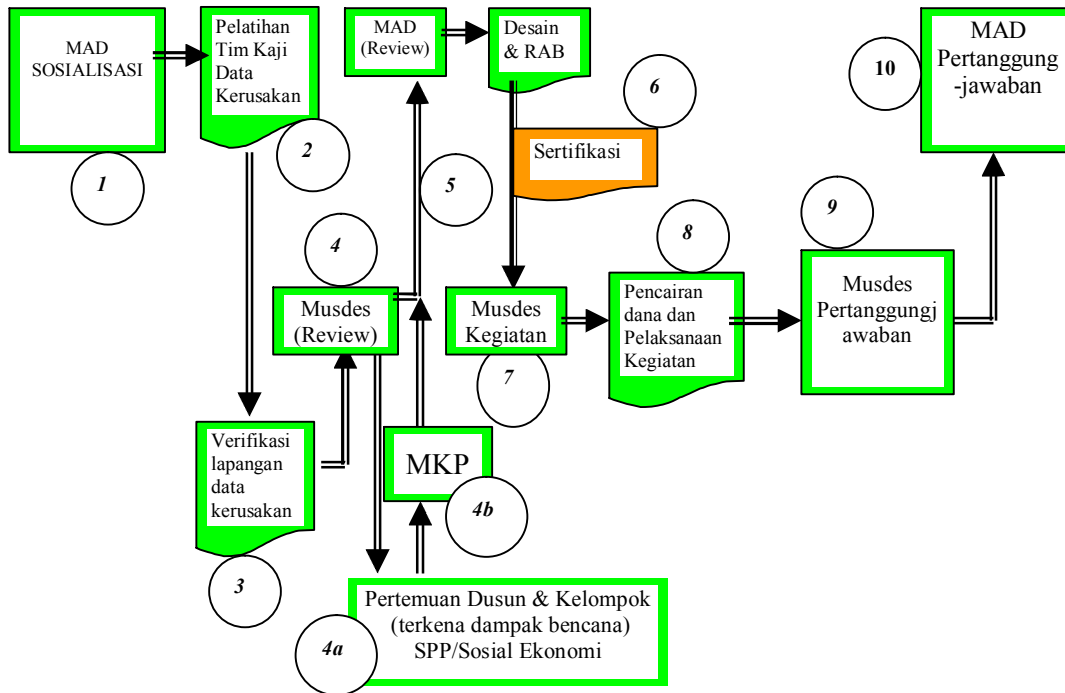 MAD
SOSIALISASI
1
Pelatihan
Tim Kaji
Data
Kerusakan
2
Verifikasi
lapangan
data
kerusakan
3
Musdes
(Review)
4
Pertemuan Dusun & Kelompok
(terkena dampak bencana)
SPP/Sosial Ekonomi
4a
MKP
4b
MAD
(Review)
5
Desain
& RAB
Sertifikasi
6
Musdes
Kegiatan
7
Pencairan
dana dan
Pelaksanaan
Kegiatan
8
Musdes
Pertanggungj
awaban
9
MAD
Pertanggung
-jawaban
10